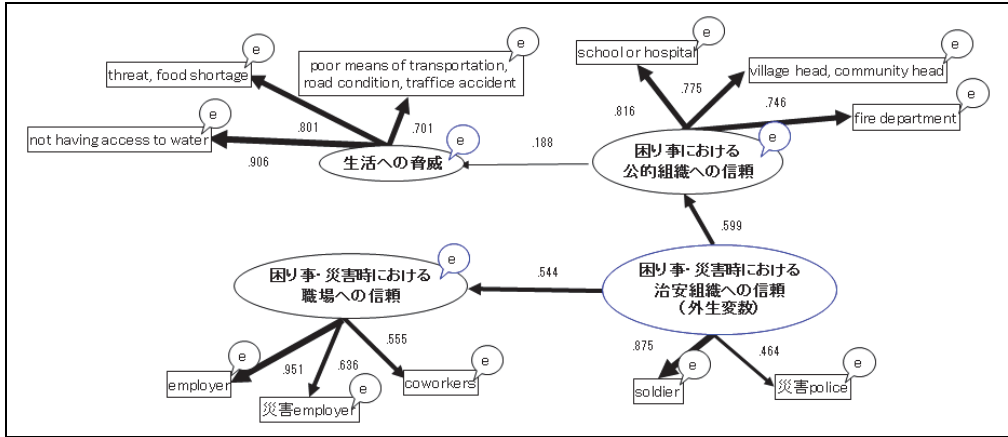 e
e
e
school or hospital
e
threat, food shortage
poor means of transportation,
road condition, traffice accident
village head, community head
e
.775
e
.816
.746
fire department
not having access to water
.801
.701
e
e
.906
生活への脅威
.188
困り事における
公的組織への信頼
.599
e
困り事・災害時における
職場への信頼
.544
困り事・災害時における
治安組織への信頼
(外生変数)
e
.555
e
.875
.464
e
e
employer
.951
.636
coworkers
soldier
災害police
e
災害employer